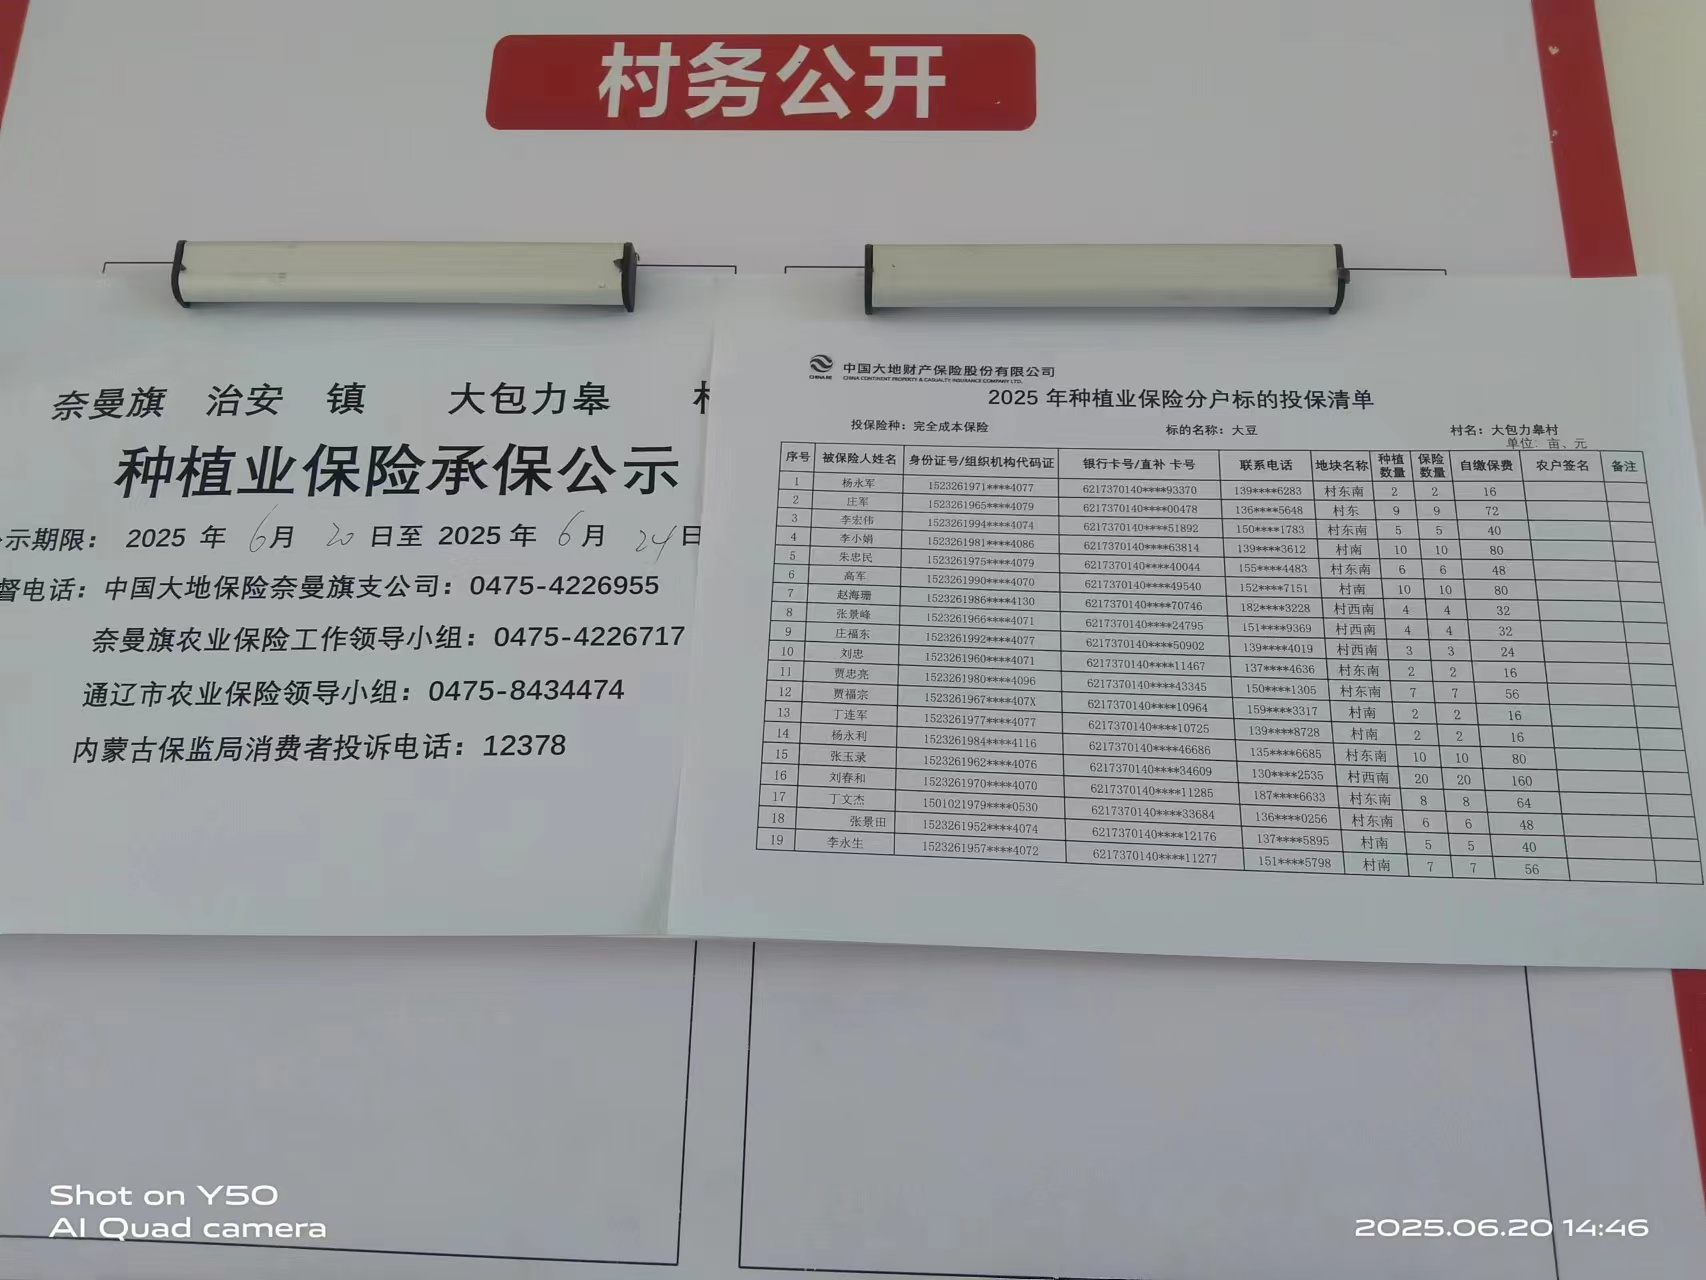 村务公开
奈曼旗 治安 镇 大包力皋
种植业保险承保公示
示期限： 2025 年 6月 20 日至 2025 年 6 月 24 日
督电话：中国大地保险奈曼旗支公司：0475-4226955
奈曼旗农业保险工作领导小组：0475-4226717
通辽市农业保险领导小组：0475-8434474
内蒙古保监局消费者投诉电话：12378
中国大地财产保险股份有限公司
CHINA RE CHINA CONTINENT PROPERTY & CASUALTY INSURANCE COMPANY LTD.
2025 年种植业保险分户标的投保清单
投保险种：完全成本保险 标的名称：大豆 村名：大包力皋村
单位：亩、元
序号 被保险人姓名 身份证号/组织机构代码证 银行卡号/直补 卡号 联系电话 地块名称 种植数量 保险数量 自缴保费 农户签名 备注
1 杨永军 1523261971****4077 6217370140****93370 139****6283 村东南 2 2 16
2 庄军 1523261965****4079 6217370140****00478 136****5648 村东 9 9 72
3 李宏伟 1523261994****4074 6217370140****51892 150****1783 村东南 5 5 40
4 李小娟 1523261981****4086 6217370140****63814 139****3612 村南 10 10 80
5 朱忠民 1523261975****4079 6217370140****40044 155****4483 村东南 6 6 48
6 高军 1523261990****4070 6217370140****49540 152****7151 村南 10 10 80
7 赵海珊 1523261986****4130 6217370140****70746 182****3228 村西南 4 4 32
8 张景峰 1523261966****4071 6217370140****24795 151****9369 村西南 4 4 32
9 庄福东 1523261992****4077 6217370140****50902 139****4019 村西南 3 3 24
10 刘忠 1523261960****4071 6217370140****11467 137****4636 村东南 2 2 16
11 贾忠亮 1523261980****4096 6217370140****43345 150****1305 村东南 7 7 56
12 贾福宗 1523261967****407X 6217370140****10964 159****3317 村南 2 2 16
13 丁连军 1523261977****4077 6217370140****10725 139****8728 村南 2 2 16
14 杨永利 1523261984****4116 6217370140****46686 135****6685 村东南 10 10 80
15 张玉录 1523261962****4076 6217370140****34609 130****2535 村西南 20 20 160
16 刘春和 1523261970****4070 6217370140****11285 187****6633 村东南 8 8 64
17 丁文杰 1501021979****0530 6217370140****33684 136****0256 村东南 6 6 48
18 张景田 1523261952****4074 6217370140****12176 137****5895 村南 5 5 40
19 李永生 1523261957****4072 6217370140****11277 151****5798 村南 7 7 56
Shot on Y50
AI Quad camera
2025.06.20 14:46